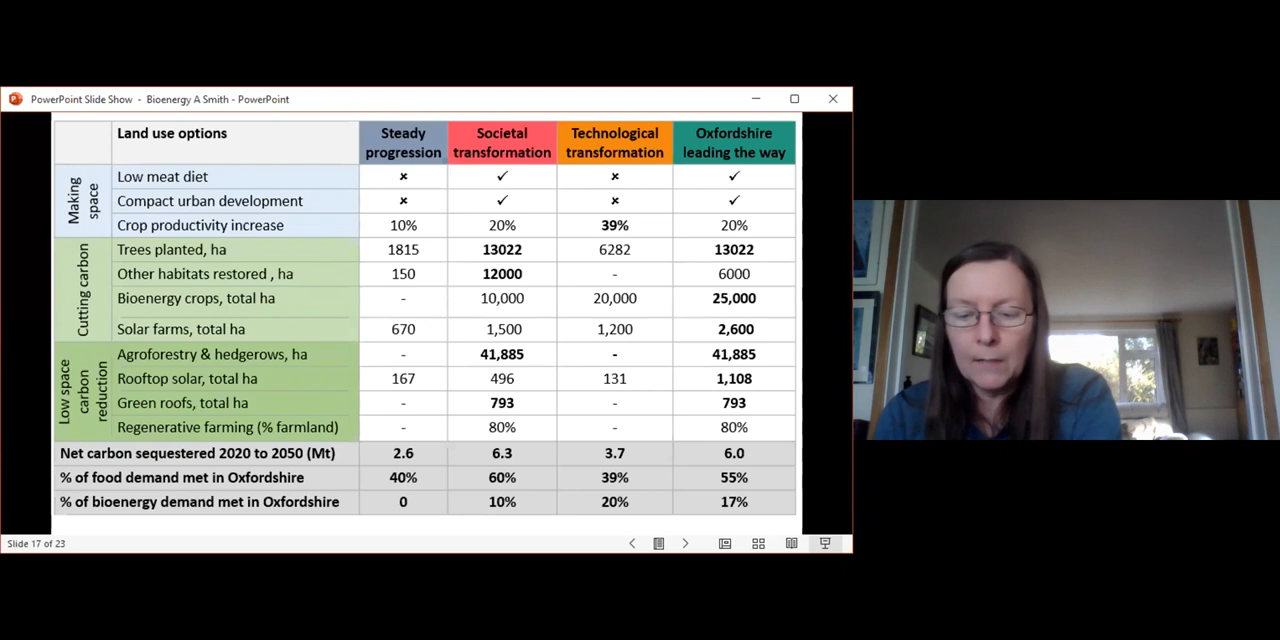 PowerPoint Slide Show - Bioenergy A Smith - PowerPoint
Land use options Steady progression Societal transformation Technological transformation Oxfordshire leading the way
Making space
Low meat diet × ✓ × ✓
Compact urban development × ✓ × ✓
Crop productivity increase 10% 20% 39% 20%
Cutting carbon
Trees planted, ha 1815 13022 6282 13022
Other habitats restored , ha 150 12000 - 6000
Bioenergy crops, total ha - 10,000 20,000 25,000
Solar farms, total ha 670 1,500 1,200 2,600
Low space carbon reduction
Agroforestry & hedgerows, ha - 41,885 - 41,885
Rooftop solar, total ha 167 496 131 1,108
Green roofs, total ha - 793 - 793
Regenerative farming (% farmland) - 80% - 80%
Net carbon sequestered 2020 to 2050 (Mt) 2.6 6.3 3.7 6.0
% of food demand met in Oxfordshire 40% 60% 39% 55%
% of bioenergy demand met in Oxfordshire 0 10% 20% 17%
Slide 17 of 23